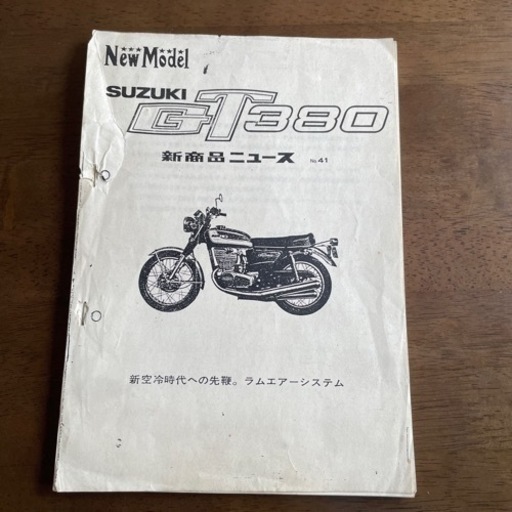 New Model
SUZUKI
GT380
新商品ニュース No.41
新空冷時代への先鞭。ラムエアーシステム